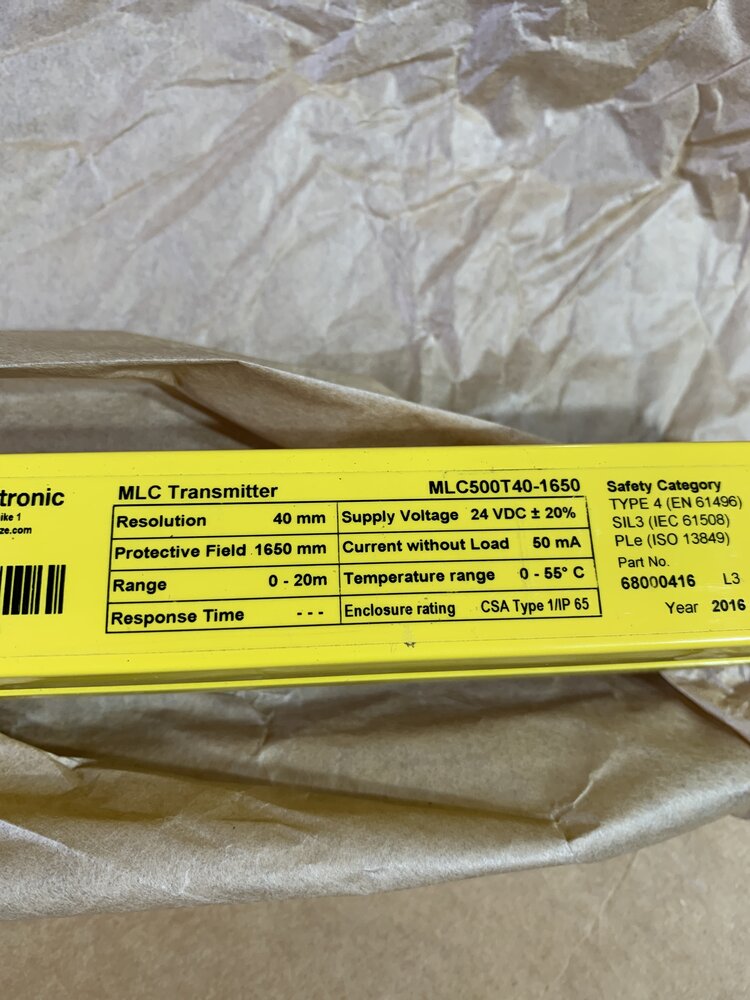 tronic
ike 1
ze.com
MLC Transmitter MLC500T40-1650
Resolution 40 mm Supply Voltage 24 VDC ± 20%
Protective Field 1650 mm Current without Load 50 mA
Range 0 - 20m Temperature range 0 - 55° C
Response Time - - - Enclosure rating CSA Type 1/IP 65
Safety Category
TYPE 4 (EN 61496)
SIL3 (IEC 61508)
PLe (ISO 13849)
Part No.
68000416 L3
Year 2016